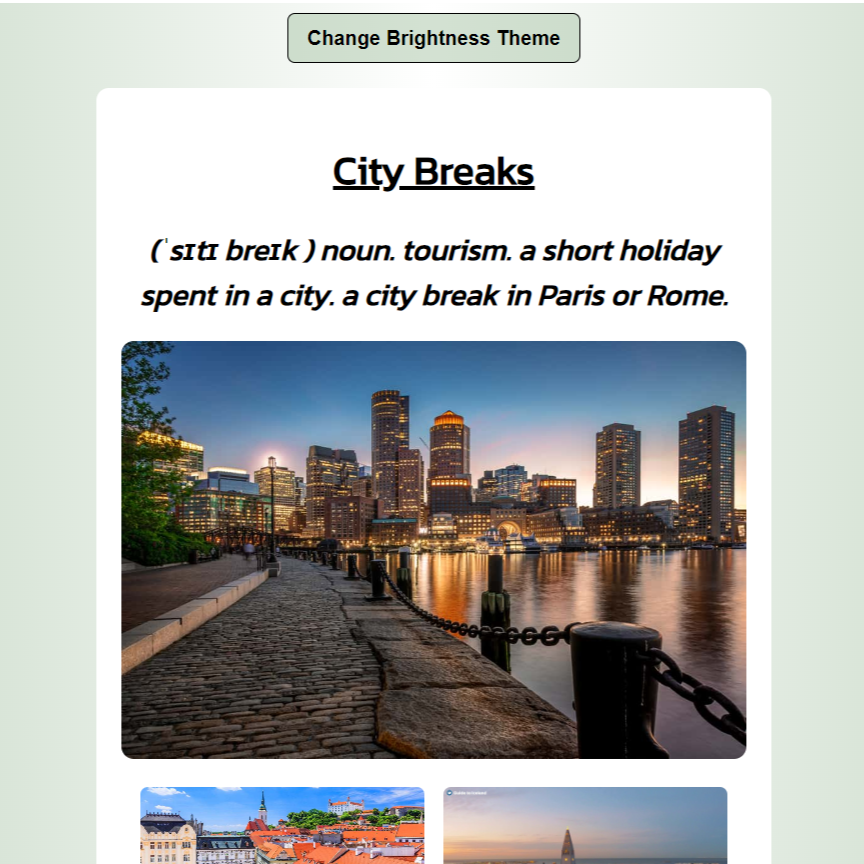 Change Brightness Theme
City Breaks
(ˈsɪtɪ breɪk ) noun. tourism. a short holiday
spent in a city. a city break in Paris or Rome.